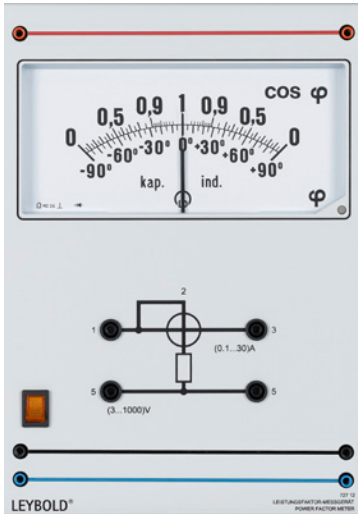 cos φ
0 0,5 0,9 1 0,9 0,5 0
-90° -60° -30° 0° +30° +60° +90°
kap. ind.
φ
2
1 3
(0.1...30)A
5 5
(3...1000)V
727 12
LEISTUNGSFAKTOR-MESSGERÄT
POWER-FACTOR METER
LEYBOLD®